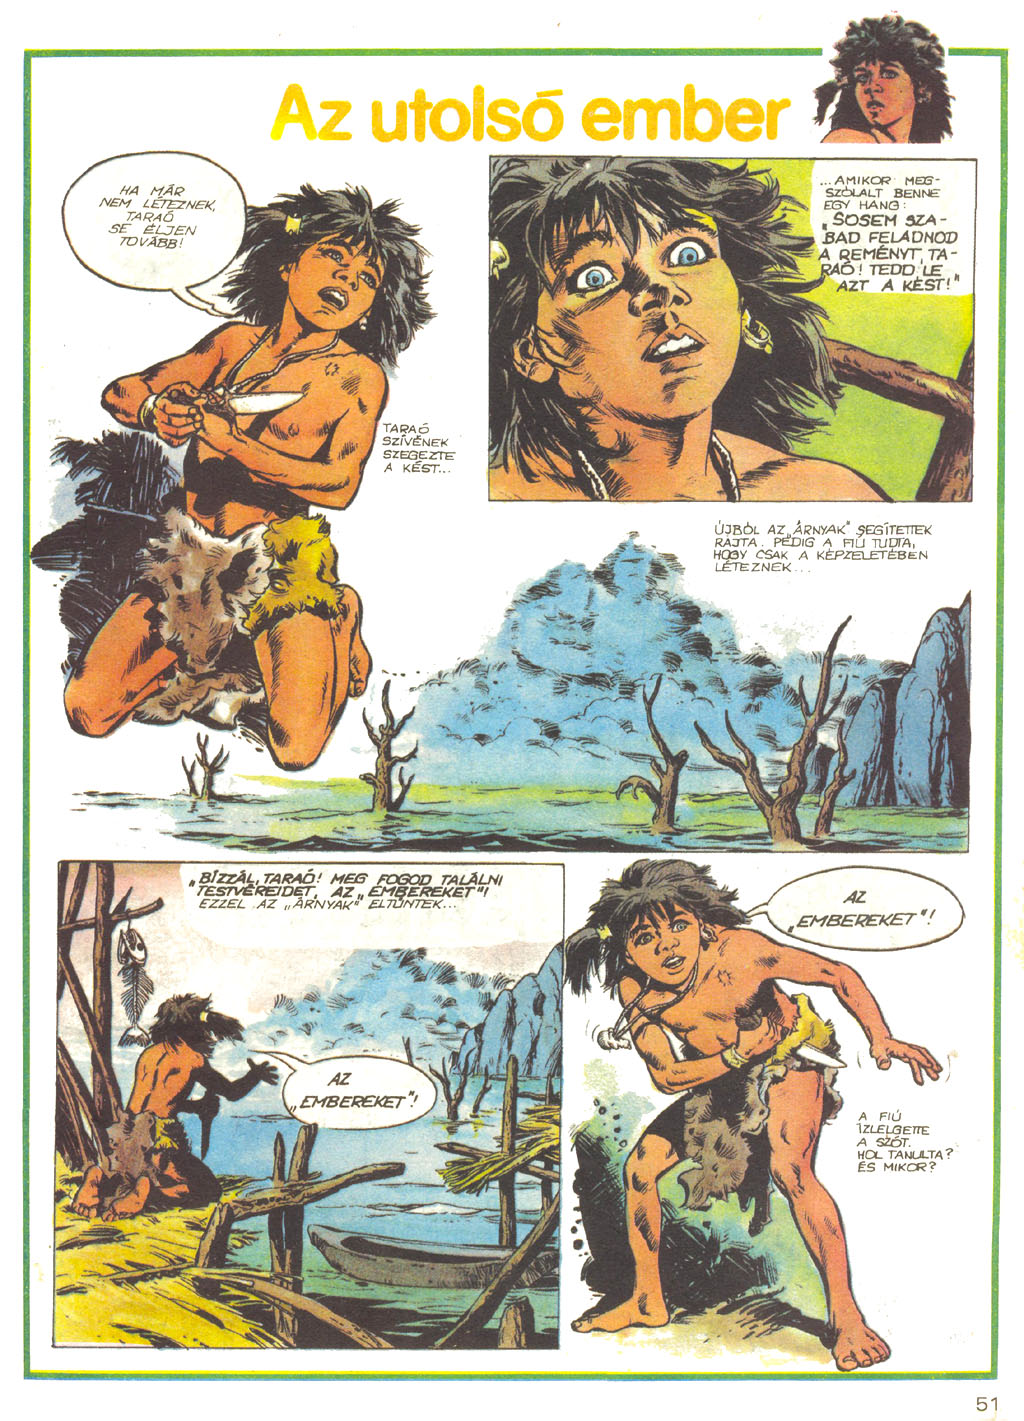 Az utolsó ember
HA MÁR
NEM LÉTEZNEK,
TARAÓ
SE ÉLJEN
TOVÁBB!
TARAÓ
SZÍVÉNEK
SZEGEZTE
A KÉST...
...AMIKOR MEG-
SZÓLALT BENNE
EGY HANG:
„SOSEM SZA-
BAD FELADNOD
A REMÉNYT, TA-
RAÓ! TEDD LE
AZT A KÉST!"
ÚJBÓL AZ „ÁRNYAK" SEGÍTETTEK
RAJTA. PEDIG A FIÚ TUDTA,
HOGY CSAK A KÉPZELETÉBEN
LÉTEZNEK...
„BÍZZÁL, TARAÓ! MEG FOGOD TALÁLNI
TESTVÉREIDET, AZ „EMBEREKET"!
EZZEL AZ „ÁRNYAK" ELTŰNTEK...
AZ
„EMBEREKET"!
AZ
„EMBEREKET"!
A FIÚ
ÍZLELGETTE
A SZÓT.
HOL TANULTA?
ÉS MIKOR?
51